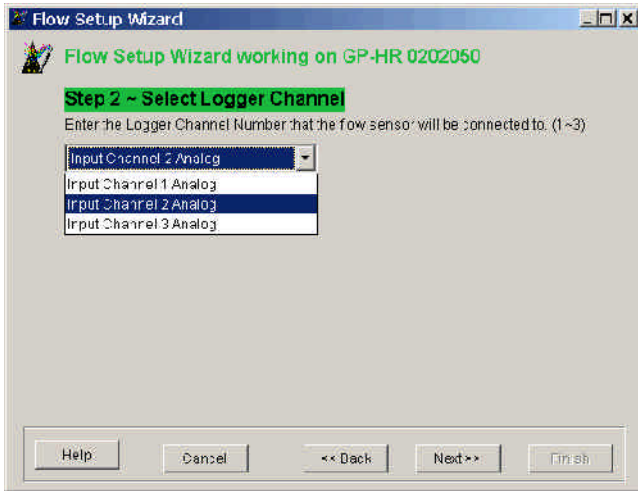 Flow Setup Wizard
Flow Setup Wizard working on GP-HR 0202050
Step 2 ~ Select Logger Channel
Enter the Logger Channel Number that the flow sensor will be connected to. (1~3)
Input Channel 2 Analog
Input Channel 1 Analog
Input Channel 2 Analog
Input Channel 3 Analog
Help Cancel << Back Next >> Finish